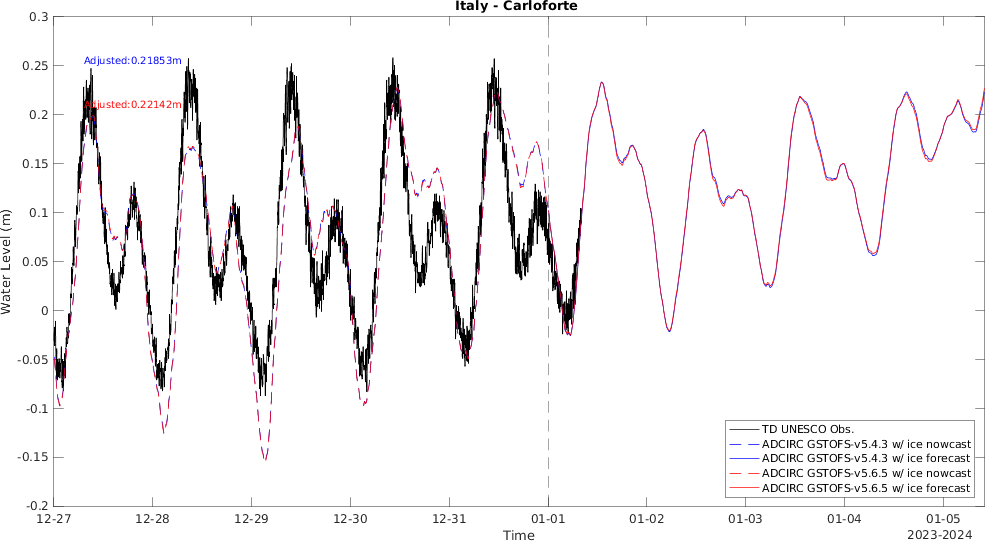 Italy - Carloforte
0.3
0.25
0.2
0.15
0.1
0.05
0
-0.05
-0.1
-0.15
-0.2
Water Level (m)
Adjusted:0.21853m
Adjusted:0.22142m
TD UNESCO Obs.
ADCIRC GSTOFS-v5.4.3 w/ ice nowcast
ADCIRC GSTOFS-v5.4.3 w/ ice forecast
ADCIRC GSTOFS-v5.6.5 w/ ice nowcast
ADCIRC GSTOFS-v5.6.5 w/ ice forecast
12-27 12-28 12-29 12-30 12-31 01-01 01-02 01-03 01-04 01-05
Time
2023-2024